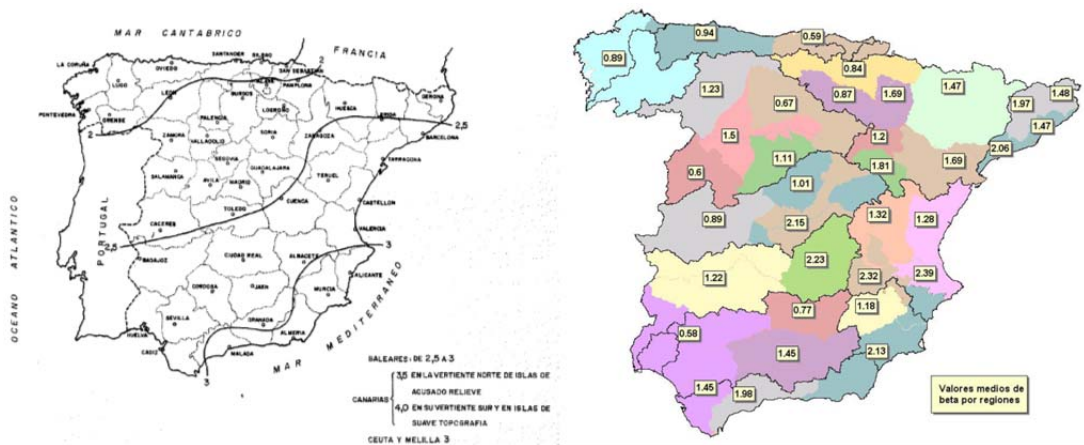 MAR CANTABRICO
FRANCIA
LA CORUÑA
LUGO
OVIEDO
SANTANDER
BILBAO
SAN SEBASTIAN
2
PONTEVEDRA
ORENSE
LEON
BURGOS
PAMPLONA
LOGROÑO
HUESCA
GERONA
2
PALENCIA
2,5
ZAMORA
VALLADOLID
SORIA
ZARAGOZA
LERIDA
BARCELONA
SEGOVIA
TARRAGONA
SALAMANCA
AVILA
MADRID
GUADALAJARA
TERUEL
TOLEDO
CUENCA
CASTELLON
CACERES
VALENCIA
2,5
3
PORTUGAL
OCEANO ATLANTICO
BADAJOZ
CIUDAD REAL
ALBACETE
ALICANTE
CORDOBA
JAEN
MURCIA
SEVILLA
HUELVA
GRANADA
ALMERIA
CADIZ
MALAGA
3
MAR MEDITERRANEO
BALEARES: DE 2,5 A 3
CANARIAS
3,5 EN LA VERTIENTE NORTE DE ISLAS DE
ACUSADO RELIEVE
4,0 EN SU VERTIENTE SUR Y EN ISLAS DE
SUAVE TOPOGRAFIA
CEUTA Y MELILLA 3
0.94
0.59
0.89
0.84
1.23
0.87
1.69
1.47
1.48
0.67
1.97
1.47
1.5
1.2
2.06
1.11
1.81
1.69
0.6
1.01
0.89
2.15
1.32
1.28
2.23
1.22
2.32
2.39
0.77
1.18
0.58
1.45
2.13
1.45
1.98
Valores medios de
beta por regiones